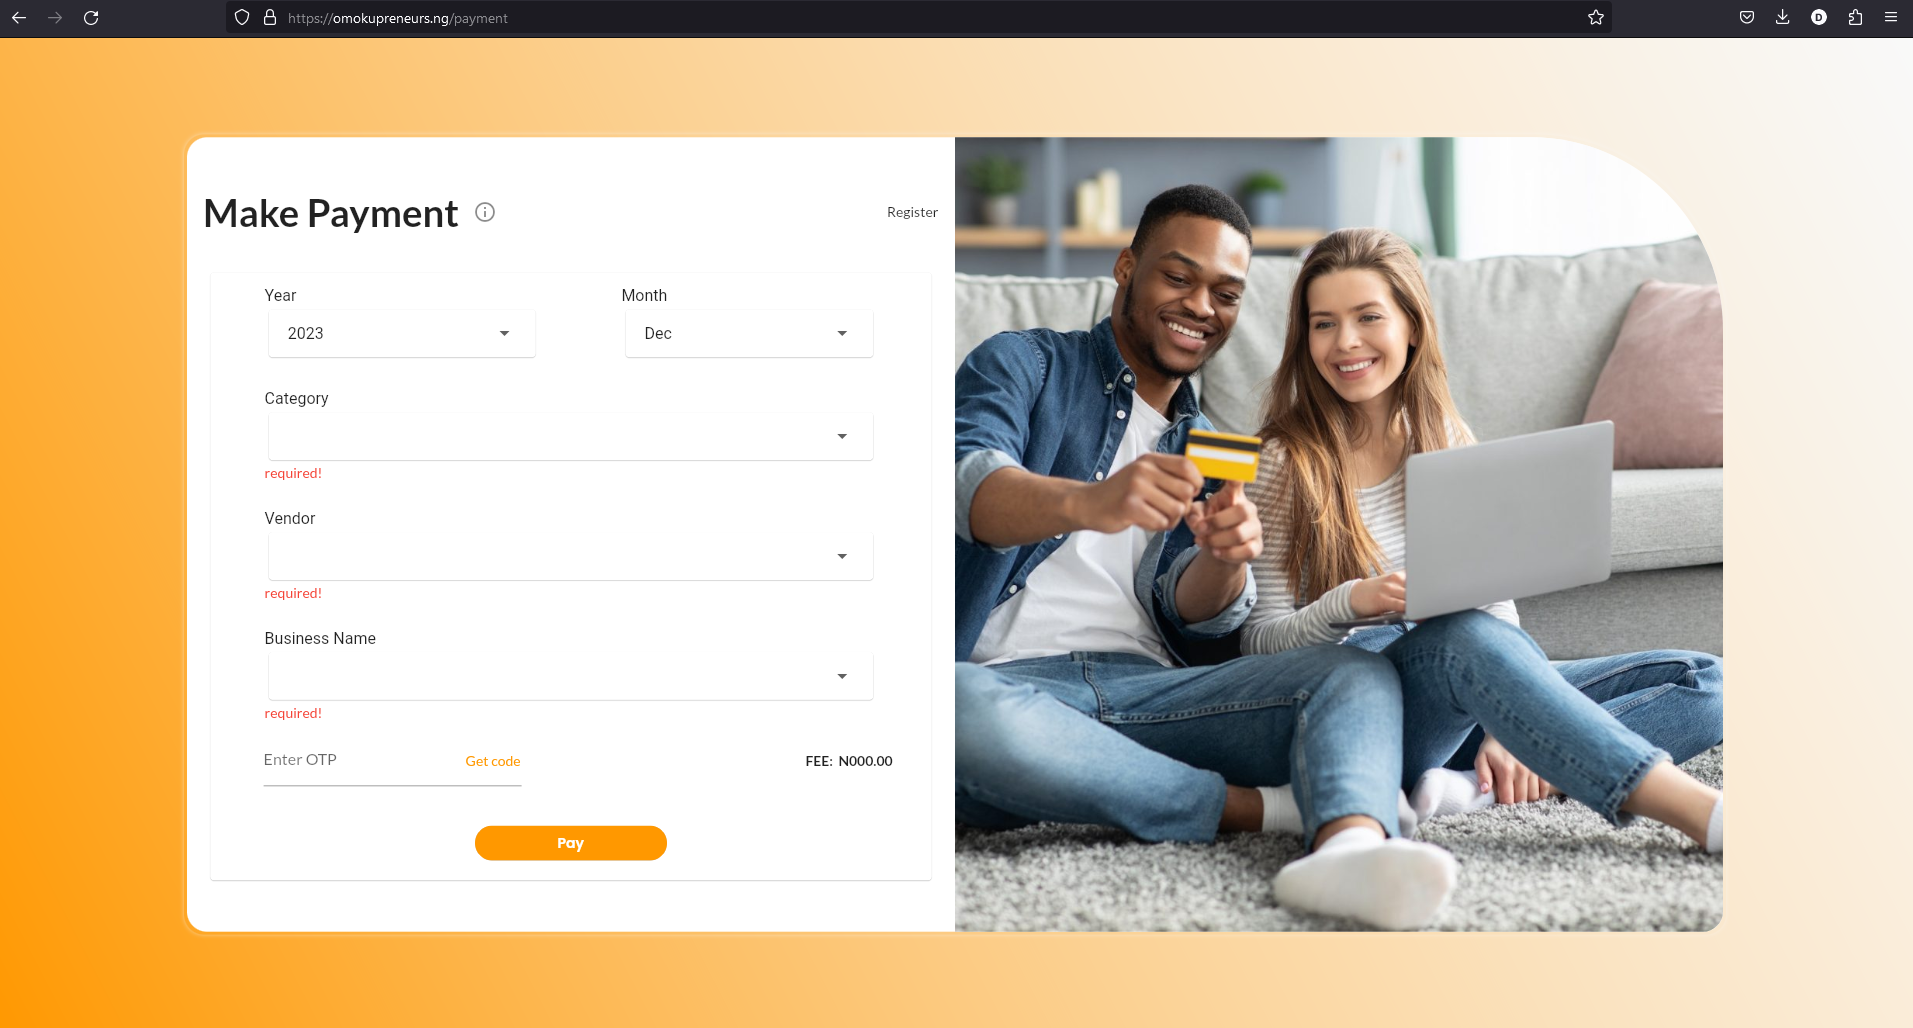 https://omokupreneurs.ng/payment
D
Make Payment
Register
Year
Month
2023
Dec
Category
required!
Vendor
required!
Business Name
required!
Enter OTP
Get code
FEE: N000.00
Pay